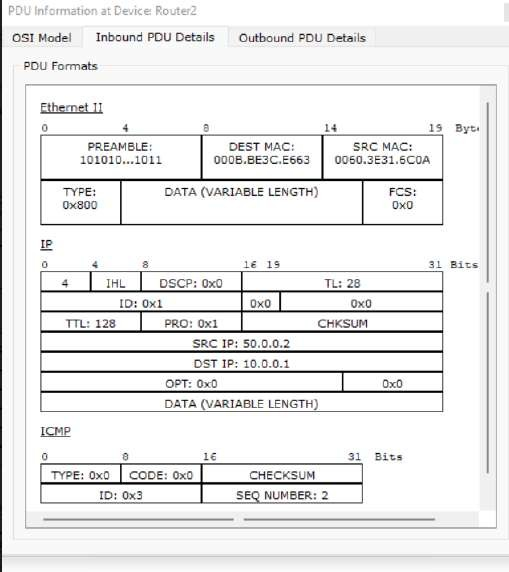 PDU Information at Device: Router2
OSI Model Inbound PDU Details Outbound PDU Details
PDU Formats
Ethernet II
0 4 8 14 19 Byte
PREAMBLE: DEST MAC: SRC MAC:
101010...1011 000B.BE3C.E663 0060.3E31.6C0A
TYPE: DATA (VARIABLE LENGTH) FCS:
0x800 0x0
IP
0 4 8 16 19 31 Bits
4 IHL DSCP: 0x0 TL: 28
ID: 0x1 0x0 0x0
TTL: 128 PRO: 0x1 CHKSUM
SRC IP: 50.0.0.2
DST IP: 10.0.0.1
OPT: 0x0 0x0
DATA (VARIABLE LENGTH)
ICMP
0 8 16 31 Bits
TYPE: 0x0 CODE: 0x0 CHECKSUM
ID: 0x3 SEQ NUMBER: 2